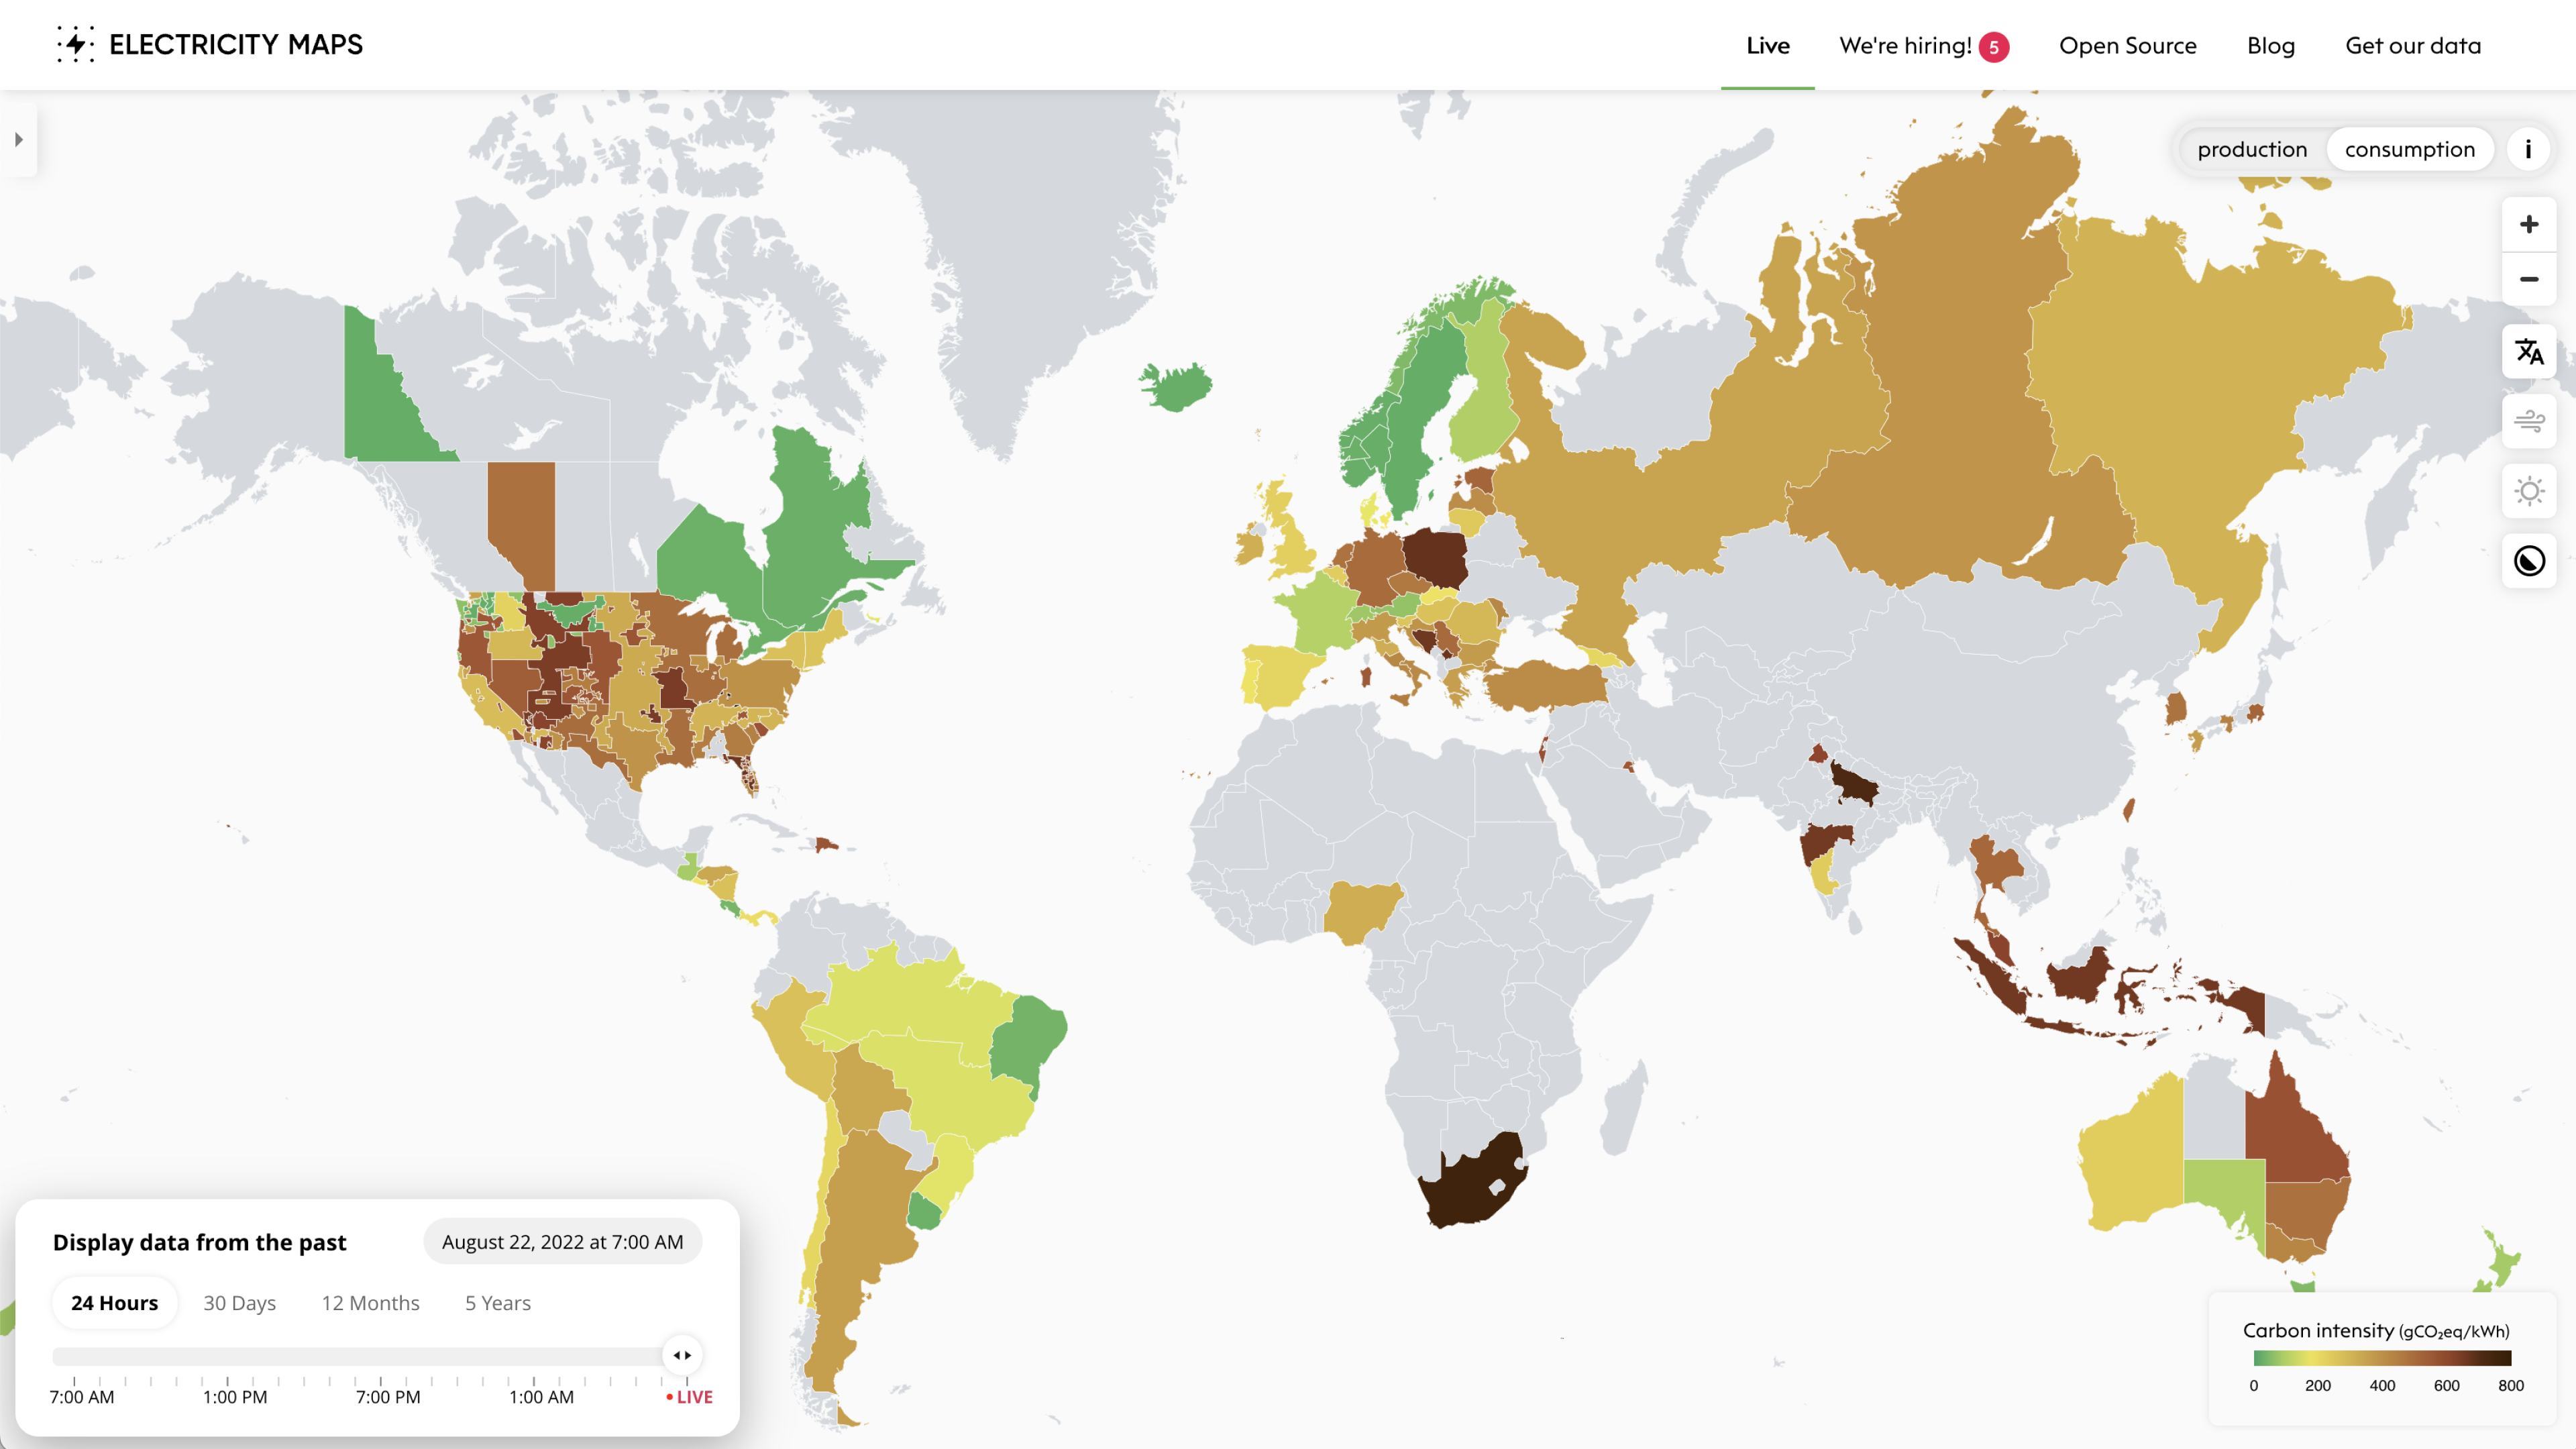 ELECTRICITY MAPS
Live
We're hiring! 5
Open Source
Blog
Get our data
production
consumption
i
+
−
文A
Display data from the past
August 22, 2022 at 7:00 AM
24 Hours
30 Days
12 Months
5 Years
7:00 AM
1:00 PM
7:00 PM
1:00 AM
LIVE
Carbon intensity (gCO₂eq/kWh)
0 200 400 600 800